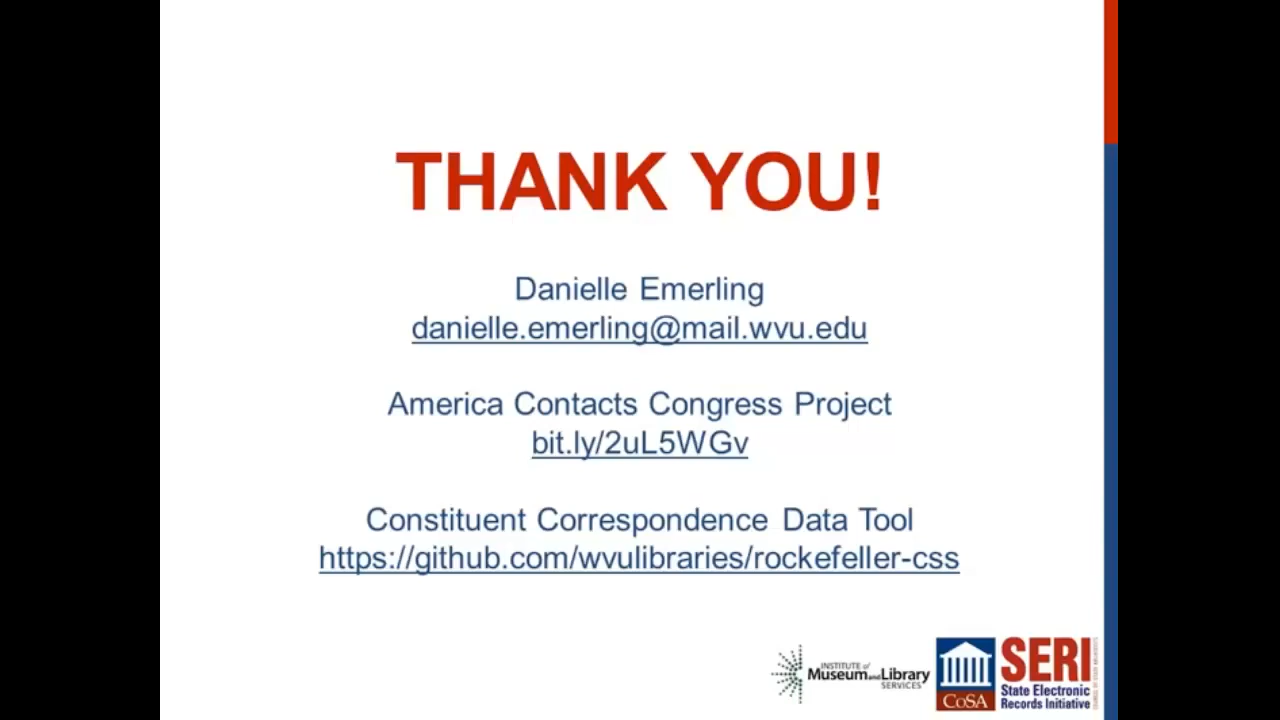 THANK YOU!
Danielle Emerling
danielle.emerling@mail.wvu.edu
America Contacts Congress Project
bit.ly/2uL5WGv
Constituent Correspondence Data Tool
https://github.com/wvulibraries/rockefeller-css
INSTITUTE of
Museum and Library
SERVICES
CoSA
SERI
State Electronic
Records Initiative